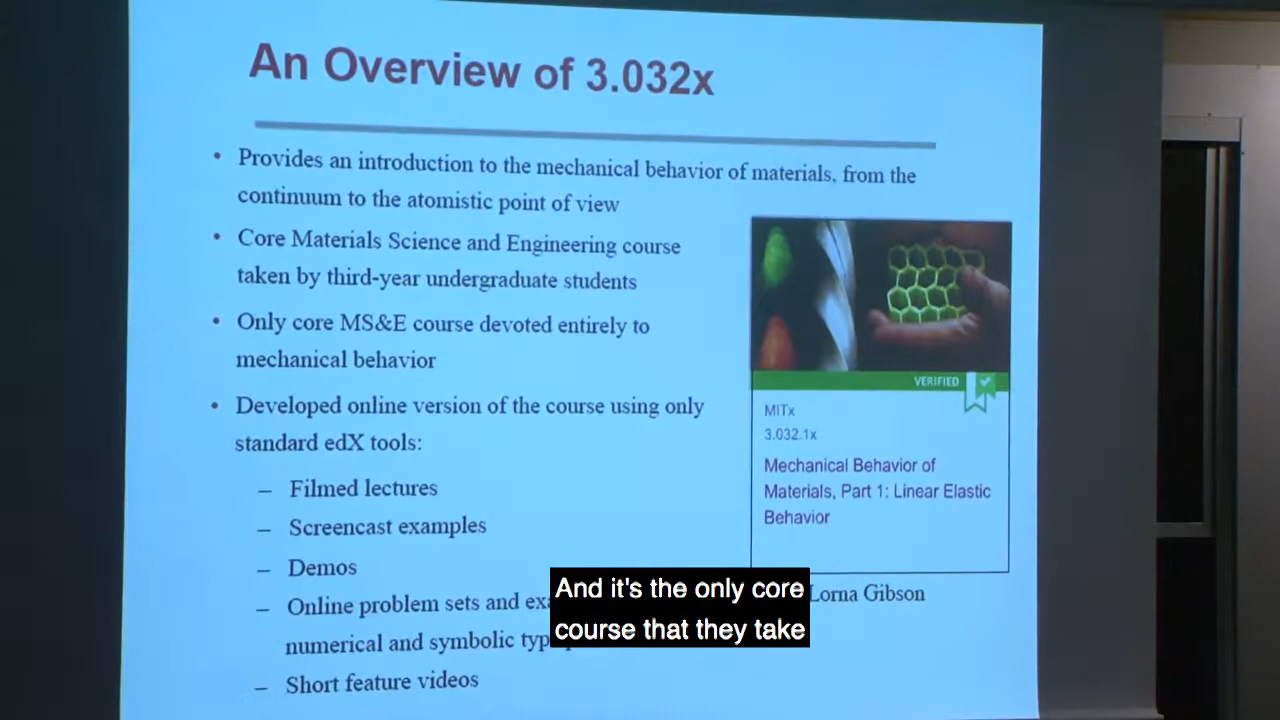 An Overview of 3.032x
• Provides an introduction to the mechanical behavior of materials, from the
continuum to the atomistic point of view
• Core Materials Science and Engineering course
taken by third-year undergraduate students
• Only core MS&E course devoted entirely to
mechanical behavior
• Developed online version of the course using only
standard edX tools:
– Filmed lectures
– Screencast examples
– Demos
– Online problem sets and
numerical and symbolic
– Short feature videos
VERIFIED
MITx
3.032.1x
Mechanical Behavior of
Materials, Part 1: Linear Elastic
Behavior
Lorna Gibson
And it's the only core
course that they take